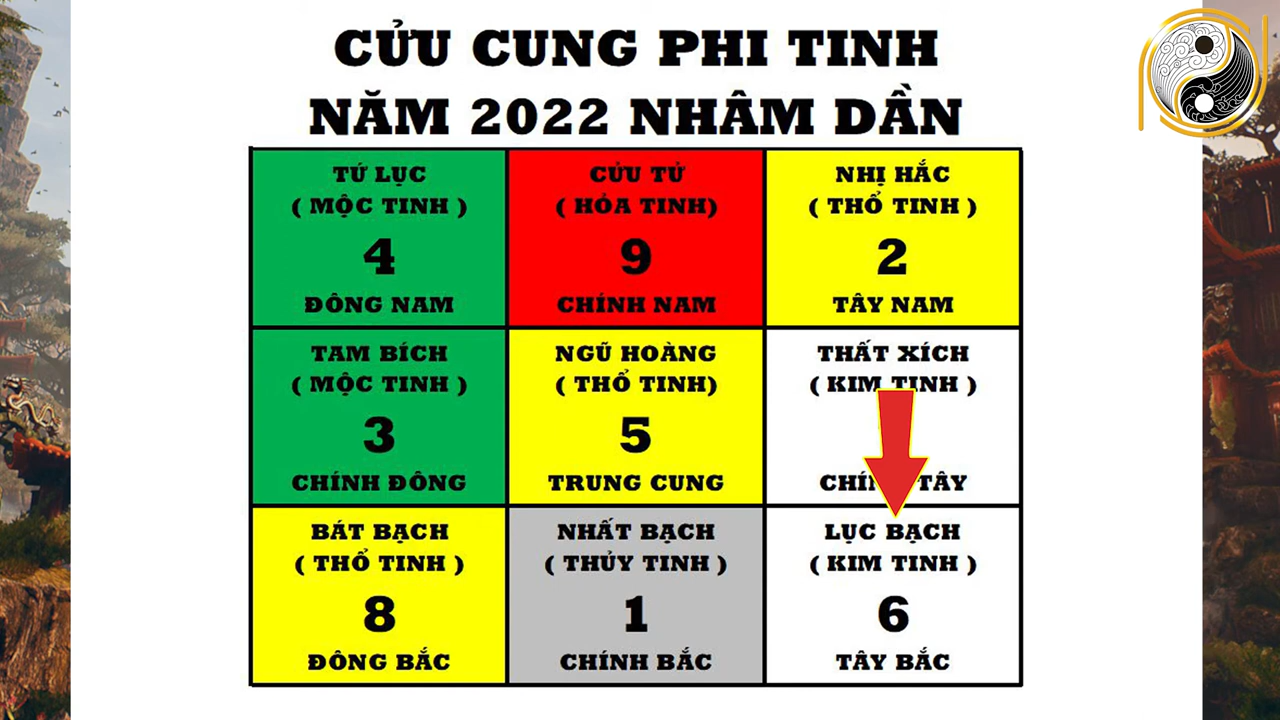 CỬU CUNG PHI TINH
NĂM 2022 NHÂM DẦN
TỨ LỤC
( MỘC TINH )
4
ĐÔNG NAM
CỬU TỬ
( HỎA TINH)
9
CHÍNH NAM
NHỊ HẮC
( THỔ TINH )
2
TÂY NAM
TAM BÍCH
( MỘC TINH )
3
CHÍNH ĐÔNG
NGŨ HOÀNG
( THỔ TINH)
5
TRUNG CUNG
THẤT XÍCH
( KIM TINH )
TÂY
BÁT BẠCH
( THỔ TINH )
8
ĐÔNG BẮC
NHẤT BẠCH
( THỦY TINH )
1
CHÍNH BẮC
LỤC BẠCH
( KIM TINH )
6
TÂY BẮC